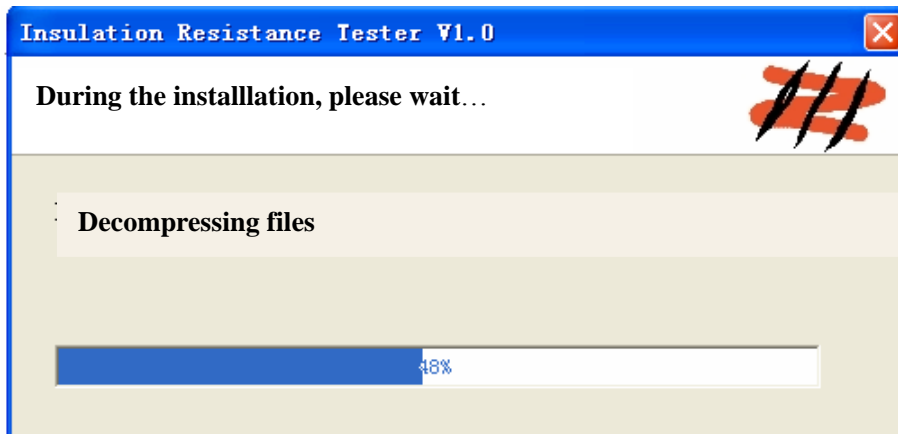 Insulation Resistance Tester V1.0
During the installlation, please wait...
Decompressing files
48%